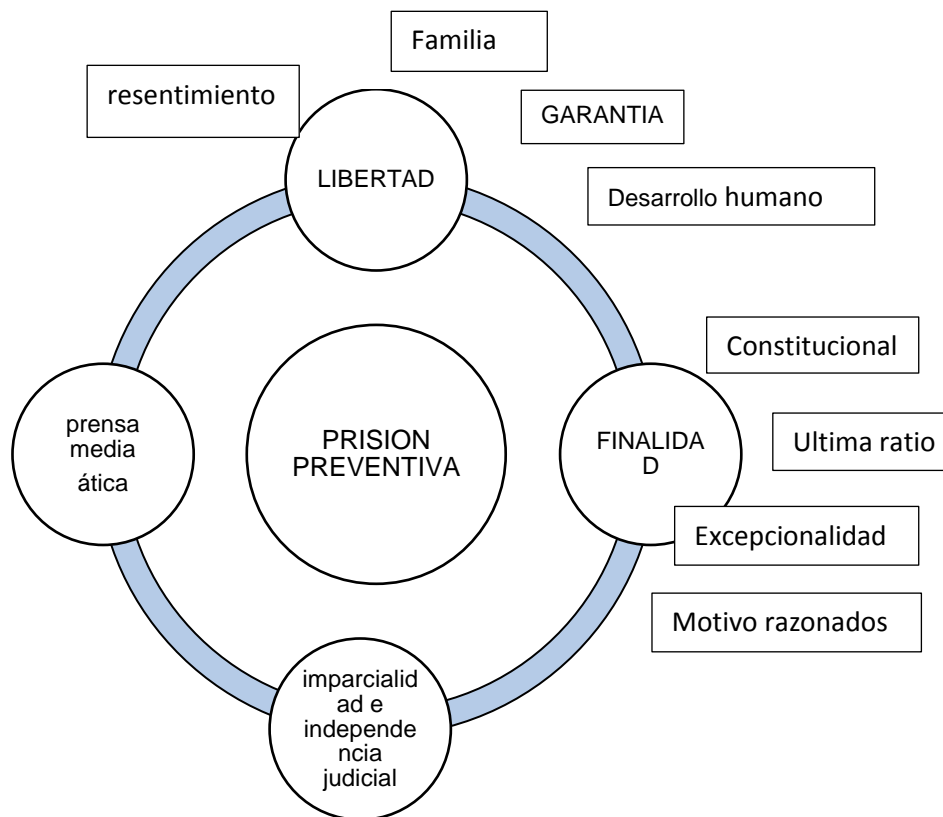 Familia
resentimiento
GARANTIA
LIBERTAD
Desarrollo humano
Constitucional
prensa
media
ática
PRISION
PREVENTIVA
FINALIDA
D
Ultima ratio
Excepcionalidad
Motivo razonados
imparcialid
ad e
independe
ncia
judicial